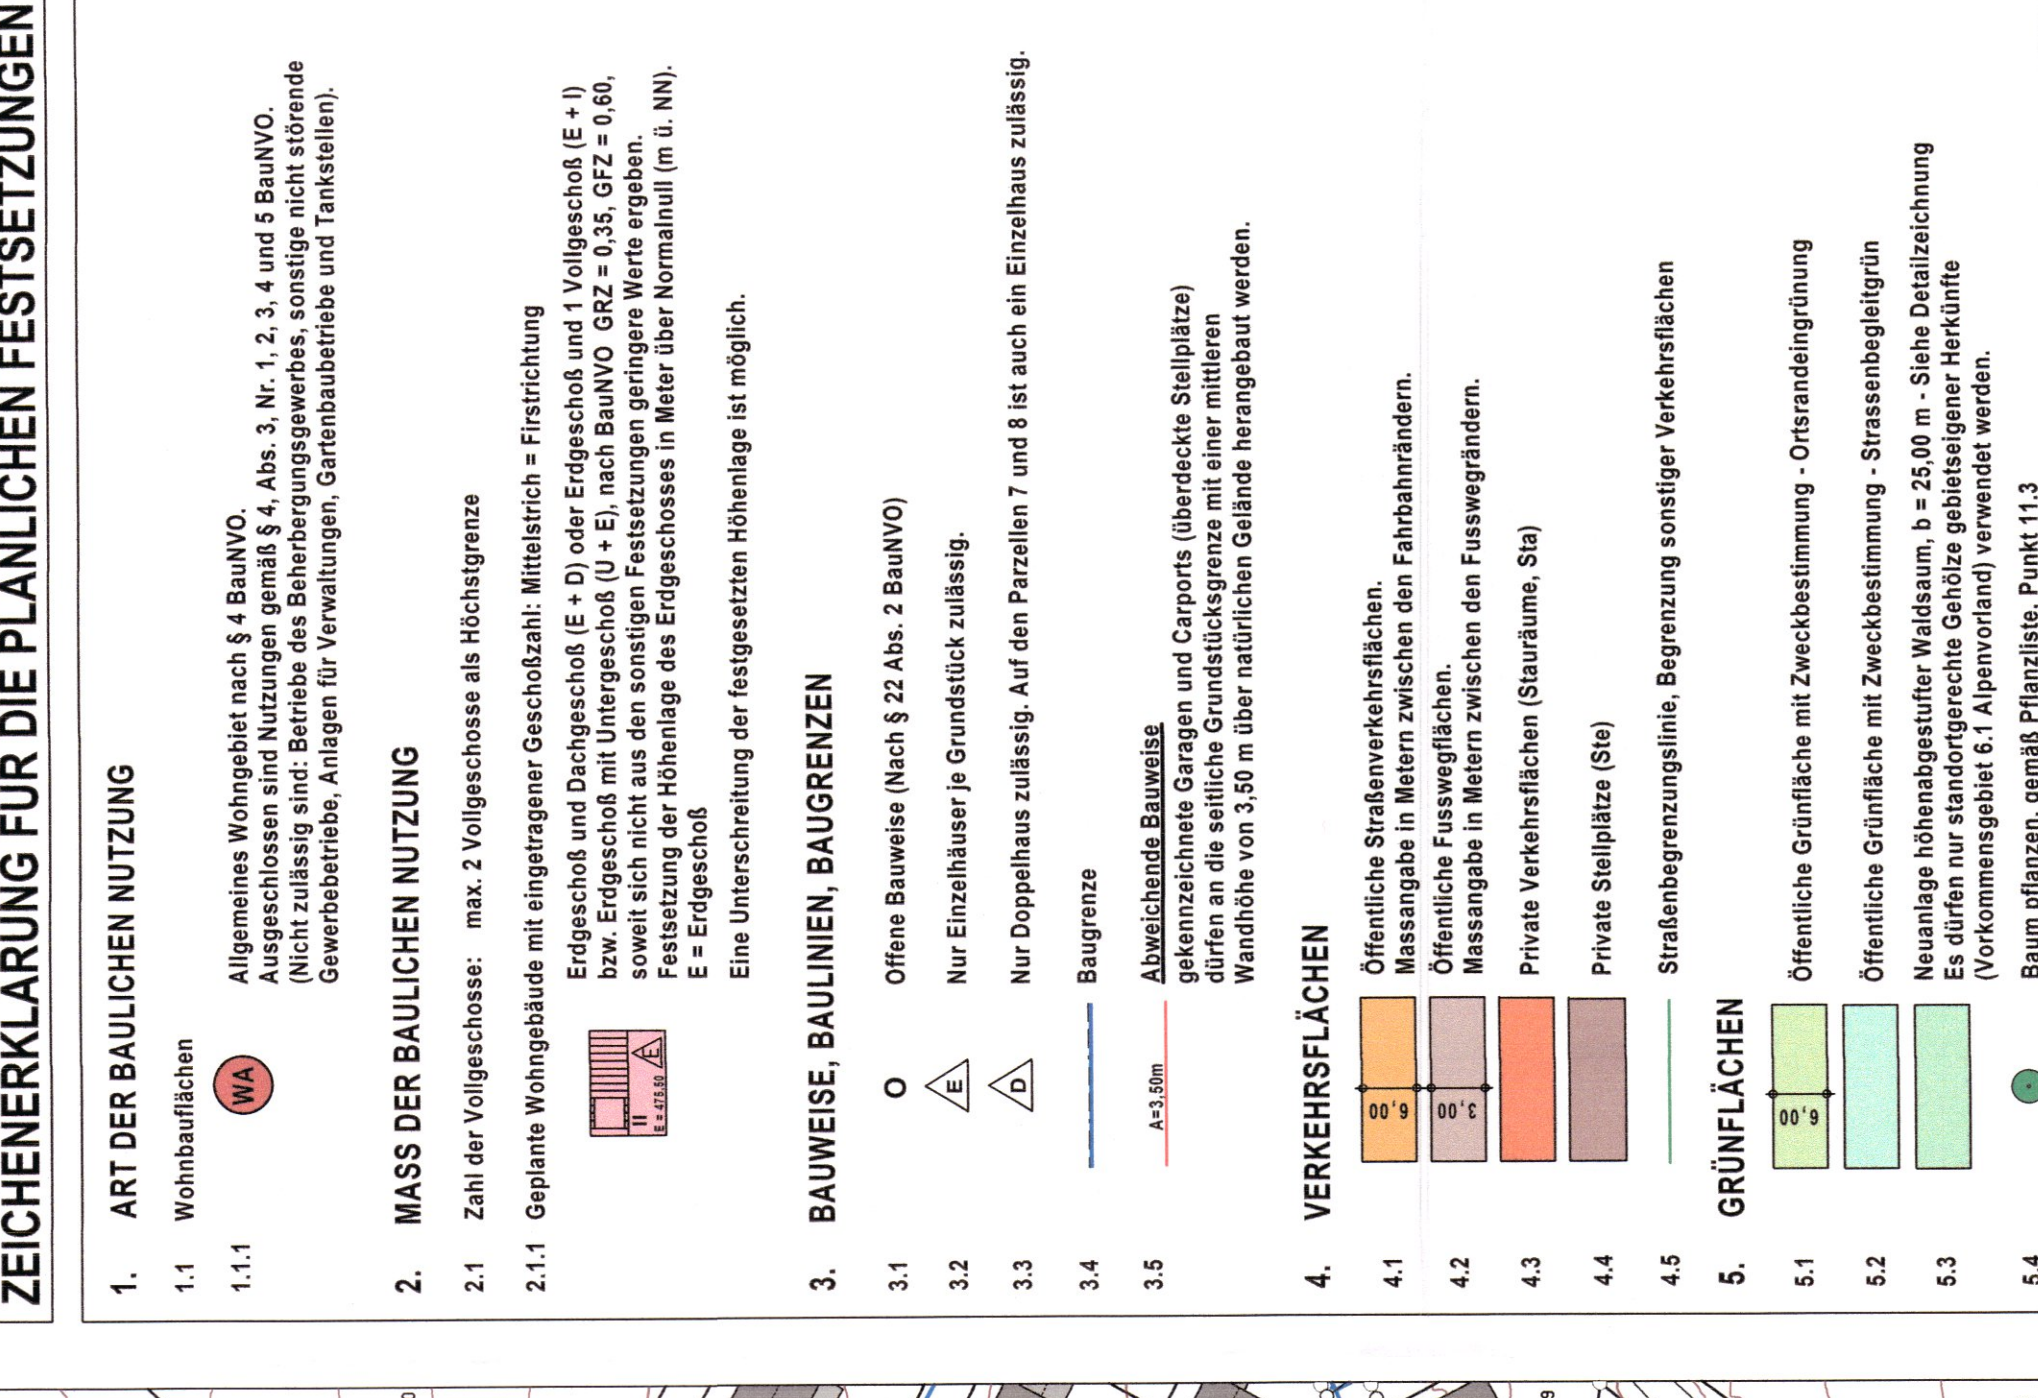 ZEICHENERKLÄRUNG FÜR DIE PLANLICHEN FESTSETZUNGEN
1. ART DER BAULICHEN NUTZUNG
1.1 Wohnbauflächen
1.1.1 WA Allgemeines Wohngebiet nach § 4 BauNVO.
Ausgeschlossen sind Nutzungen gemäß § 4, Abs. 3, Nr. 1, 2, 3, 4 und 5 BauNVO.
(Nicht zulässig sind: Betriebe des Beherbergungsgewerbes, sonstige nicht störende
Gewerbebetriebe, Anlagen für Verwaltungen, Gartenbaubetriebe und Tankstellen).
2. MASS DER BAULICHEN NUTZUNG
2.1 Zahl der Vollgeschosse: max. 2 Vollgeschosse als Höchstgrenze
2.1.1 Geplante Wohngebäude mit eingetragener Geschoßzahl: Mittelstrich = Firstrichtung
II
E = 475,50 E
Erdgeschoß und Dachgeschoß (E + D) oder Erdgeschoß und 1 Vollgeschoß (E + I)
bzw. Erdgeschoß mit Untergeschoß (U + E), nach BauNVO GRZ = 0,35, GFZ = 0,60,
soweit sich nicht aus den sonstigen Festsetzungen geringere Werte ergeben.
Festsetzung der Höhenlage des Erdgeschosses in Meter über Normalnull (m ü. NN).
E = Erdgeschoß
Eine Unterschreitung der festgesetzten Höhenlage ist möglich.
3. BAUWEISE, BAULINIEN, BAUGRENZEN
3.1 O Offene Bauweise (Nach § 22 Abs. 2 BauNVO)
3.2 E Nur Einzelhäuser je Grundstück zulässig.
3.3 D Nur Doppelhaus zulässig. Auf den Parzellen 7 und 8 ist auch ein Einzelhaus zulässig.
3.4 Baugrenze
3.5 A=3,50m Abweichende Bauweise
gekennzeichnete Garagen und Carports (überdeckte Stellplätze)
dürfen an die seitliche Grundstücksgrenze mit einer mittleren
Wandhöhe von 3,50 m über natürlichen Gelände herangebaut werden.
4. VERKEHRSFLÄCHEN
4.1 6,00 Öffentliche Straßenverkehrsflächen.
Massangabe in Metern zwischen den Fahrbahnrändern.
4.2 3,00 Öffentliche Fusswegflächen.
Massangabe in Metern zwischen den Fusswegrändern.
4.3 Private Verkehrsflächen (Stauräume, Sta)
4.4 Private Stellplätze (Ste)
4.5 Straßenbegrenzungslinie, Begrenzung sonstiger Verkehrsflächen
5. GRÜNFLÄCHEN
5.1 6,00 Öffentliche Grünfläche mit Zweckbestimmung - Ortsrandeingrünung
5.2 Öffentliche Grünfläche mit Zweckbestimmung - Strassenbegleitgrün
5.3 Neuanlage höhenabgestufter Waldsaum, b = 25,00 m - Siehe Detailzeichnung
Es dürfen nur standortgerechte Gehölze gebietseigener Herkünfte
(Vorkommensgebiet 6.1 Alpenvorland) verwendet werden.
5.4 Baum pflanzen, gemäß Pflanzliste, Punkt 11.3